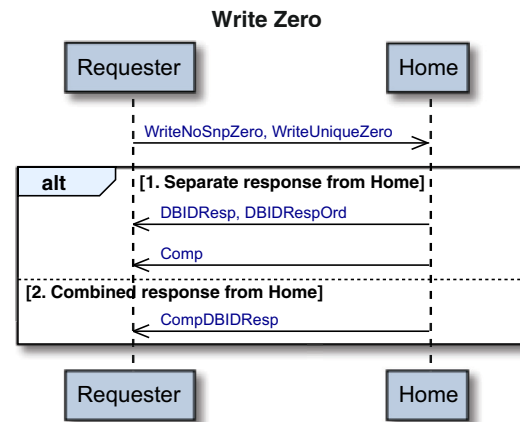 Write Zero
Requester
Home
WriteNoSnpZero, WriteUniqueZero
alt
[1. Separate response from Home]
DBIDResp, DBIDRespOrd
Comp
[2. Combined response from Home]
CompDBIDResp
Requester
Home